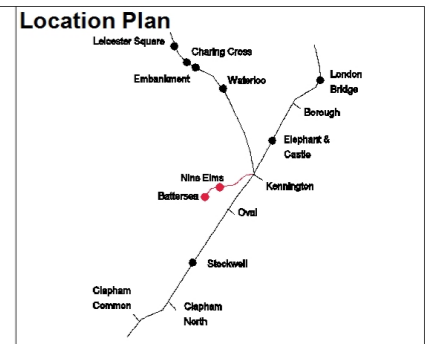 Location Plan
Leicester Square
Charing Cross
Embankment
Waterloo
London
Bridge
Borough
Elephant &
Castle
Nine Elms
Kennington
Battersea
Oval
Stockwell
Clapham
Common
Clapham
North